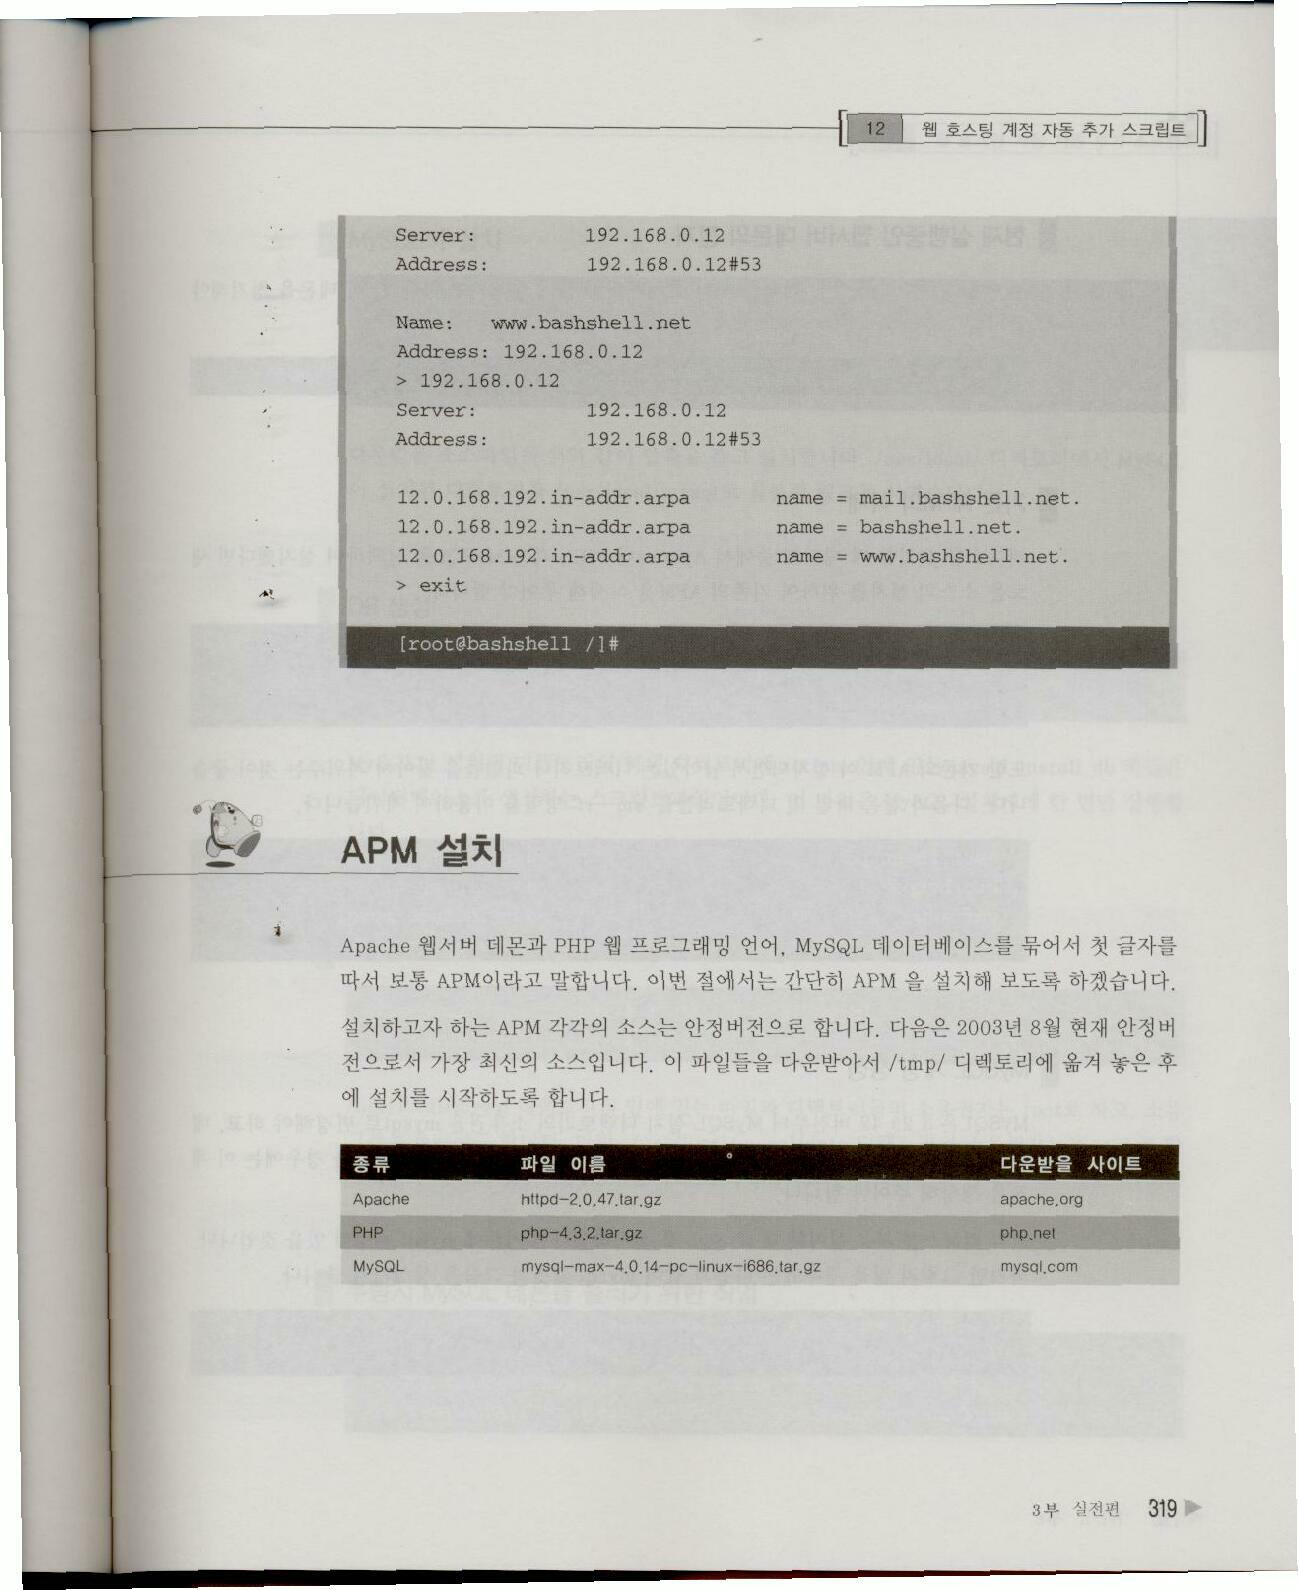 12 웹 호스팅 계정 자동 추가 스크립트
Server: 192.168.0.12
Address: 192.168.0.12#53
Name: www.bashshell.net
Address: 192.168.0.12
> 192.168.0.12
Server: 192.168.0.12
Address: 192.168.0.12#53
12.0.168.192.in-addr.arpa name = mail.bashshell.net.
12.0.168.192.in-addr.arpa name = bashshell.net.
12.0.168.192.in-addr.arpa name = www.bashshell.net.
> exit
[root@bashshell /]#
APM 설치
Apache 웹서버 데몬과 PHP 웹 프로그래밍 언어, MySQL 데이터베이스를 묶어서 첫 글자를
따서 보통 APM이라고 말합니다. 이번 절에서는 간단히 APM 을 설치해 보도록 하겠습니다.
설치하고자 하는 APM 각각의 소스는 안정버전으로 합니다. 다음은 2003년 8월 현재 안정버
전으로서 가장 최신의 소스입니다. 이 파일들을 다운받아서 /tmp/ 디렉토리에 옮겨 놓은 후
에 설치를 시작하도록 합니다.
종류 파일 이름 다운받을 사이트
Apache httpd-2.0.47.tar.gz apache.org
PHP php-4.3.2.tar.gz php.net
MySQL mysql-max-4.0.14-pc-linux-i686.tar.gz mysql.com
3부 실전편 319